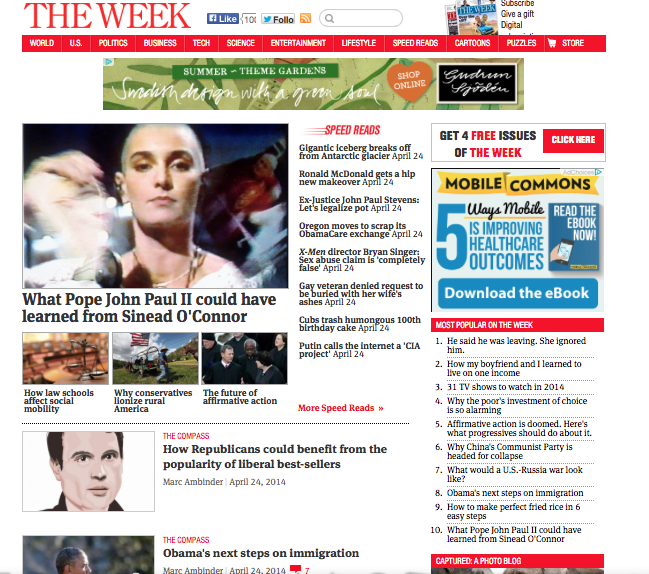 THE WEEK
Like
Follo
THE WEEK
Subscribe
Give a gift
Digital
WORLD U.S. POLITICS BUSINESS TECH SCIENCE ENTERTAINMENT LIFESTYLE SPEED READS CARTOONS PUZZLES STORE
SUMMER ~ THEME GARDENS
Swedish design with a green soul
SHOP
ONLINE
Gudrun
Sjödén
What Pope John Paul II could have
learned from Sinead O'Connor
How law schools
affect social
mobility
Why conservatives
lionize rural
America
The future of
affirmative action
SPEED READS
Gigantic iceberg breaks off
from Antarctic glacier April 24
Ronald McDonald gets a hip
new makeover April 24
Ex-Justice John Paul Stevens:
Let's legalize pot April 24
Oregon moves to scrap its
ObamaCare exchange April 24
X-Men director Bryan Singer:
Sex abuse claim is 'completely
false' April 24
Gay veteran denied request to
be buried with her wife's
ashes April 24
Cubs trash humongous 100th
birthday cake April 24
Putin calls the internet a 'CIA
project' April 24
More Speed Reads »
GET 4 FREE ISSUES
OF THE WEEK
CLICK HERE
AdChoices
MOBILE COMMONS
5 Ways Mobile
IS IMPROVING
HEALTHCARE
OUTCOMES
READ THE
EBOOK
NOW!
Download the eBook
MOST POPULAR ON THE WEEK
1. He said he was leaving. She ignored
him.
2. How my boyfriend and I learned to
live on one income
3. 31 TV shows to watch in 2014
4. Why the poor's investment of choice
is so alarming
5. Affirmative action is doomed. Here's
what progressives should do about it.
6. Why China's Communist Party is
headed for collapse
7. What would a U.S.-Russia war look
like?
8. Obama's next steps on immigration
9. How to make perfect fried rice in 6
easy steps
10. What Pope John Paul II could have
learned from Sinead O'Connor
CAPTURED: A PHOTO BLOG
THE COMPASS
How Republicans could benefit from the
popularity of liberal best-sellers
Marc Ambinder | April 24, 2014
THE COMPASS
Obama's next steps on immigration
Marc Ambinder | April 24, 2014 7